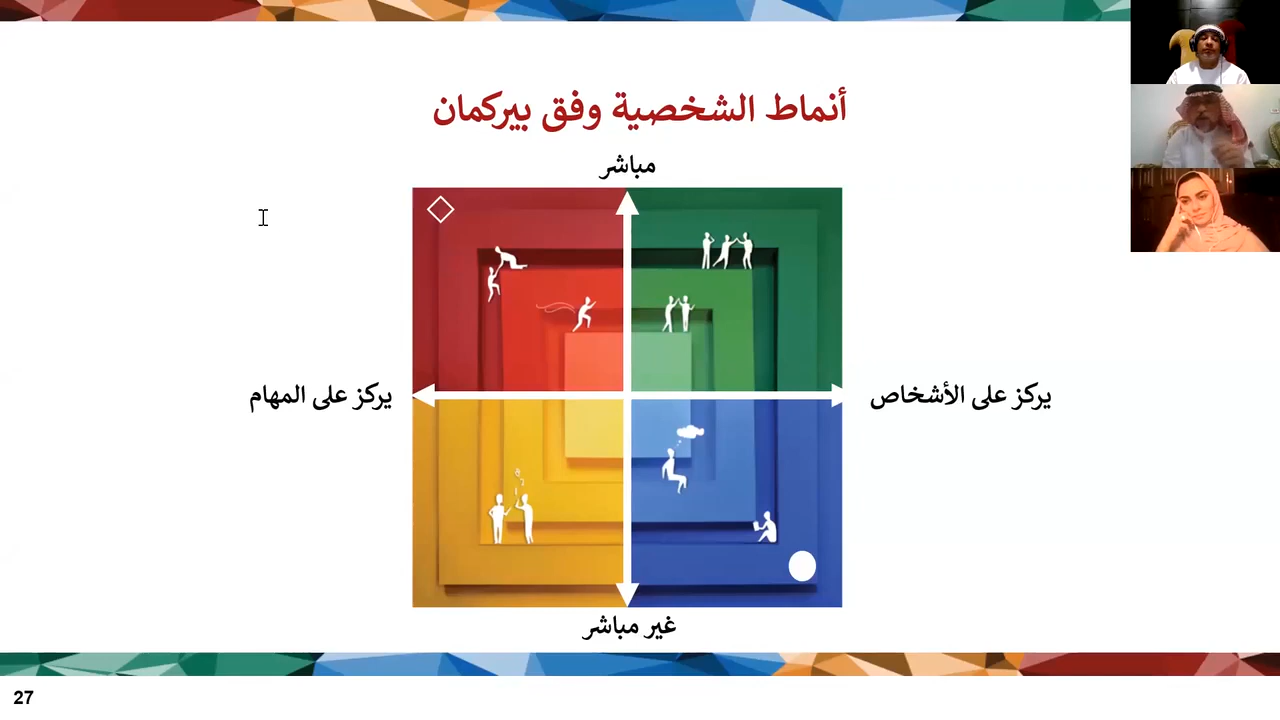 أنماط الشخصية وفق بيركمان
مباشر
يركز على الأشخاص
يركز على المهام
غير مباشر
27